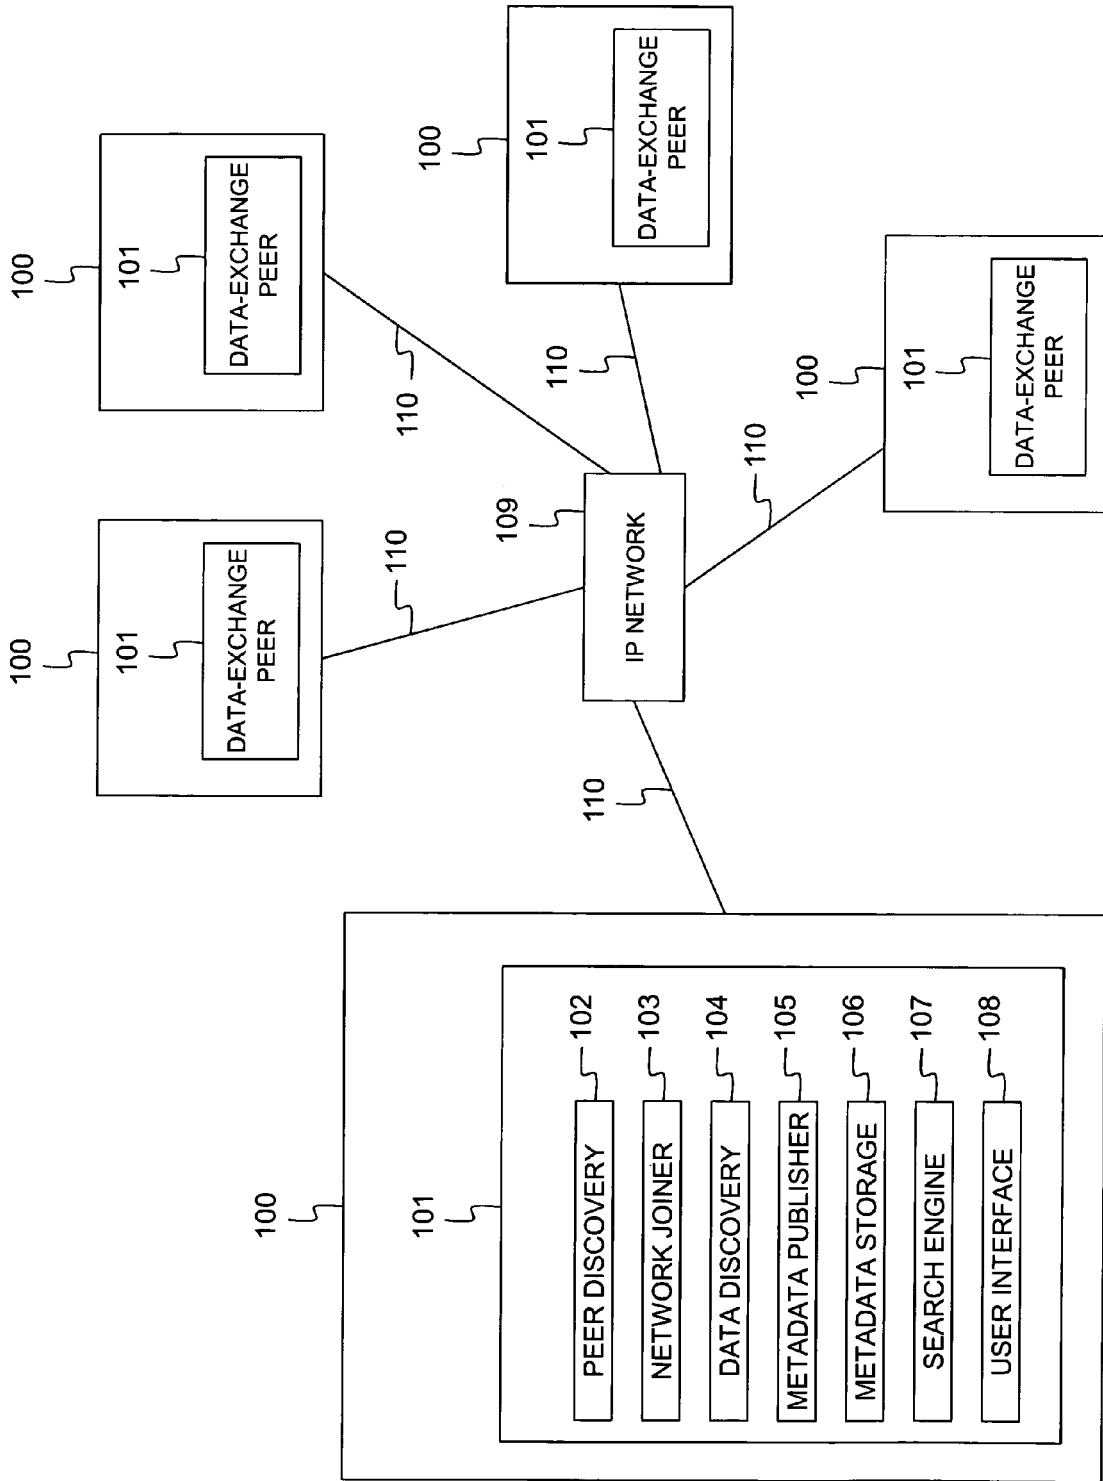 100
101
PEER DISCOVERY
102
NETWORK JOINER
103
DATA DISCOVERY
104
METADATA PUBLISHER
105
METADATA STORAGE
106
SEARCH ENGINE
107
USER INTERFACE
108
110
100
101
DATA-EXCHANGE
PEER
110
109
IP NETWORK
100
101
DATA-EXCHANGE
PEER
110
100
101
DATA-EXCHANGE
PEER
110
100
101
DATA-EXCHANGE
PEER
110